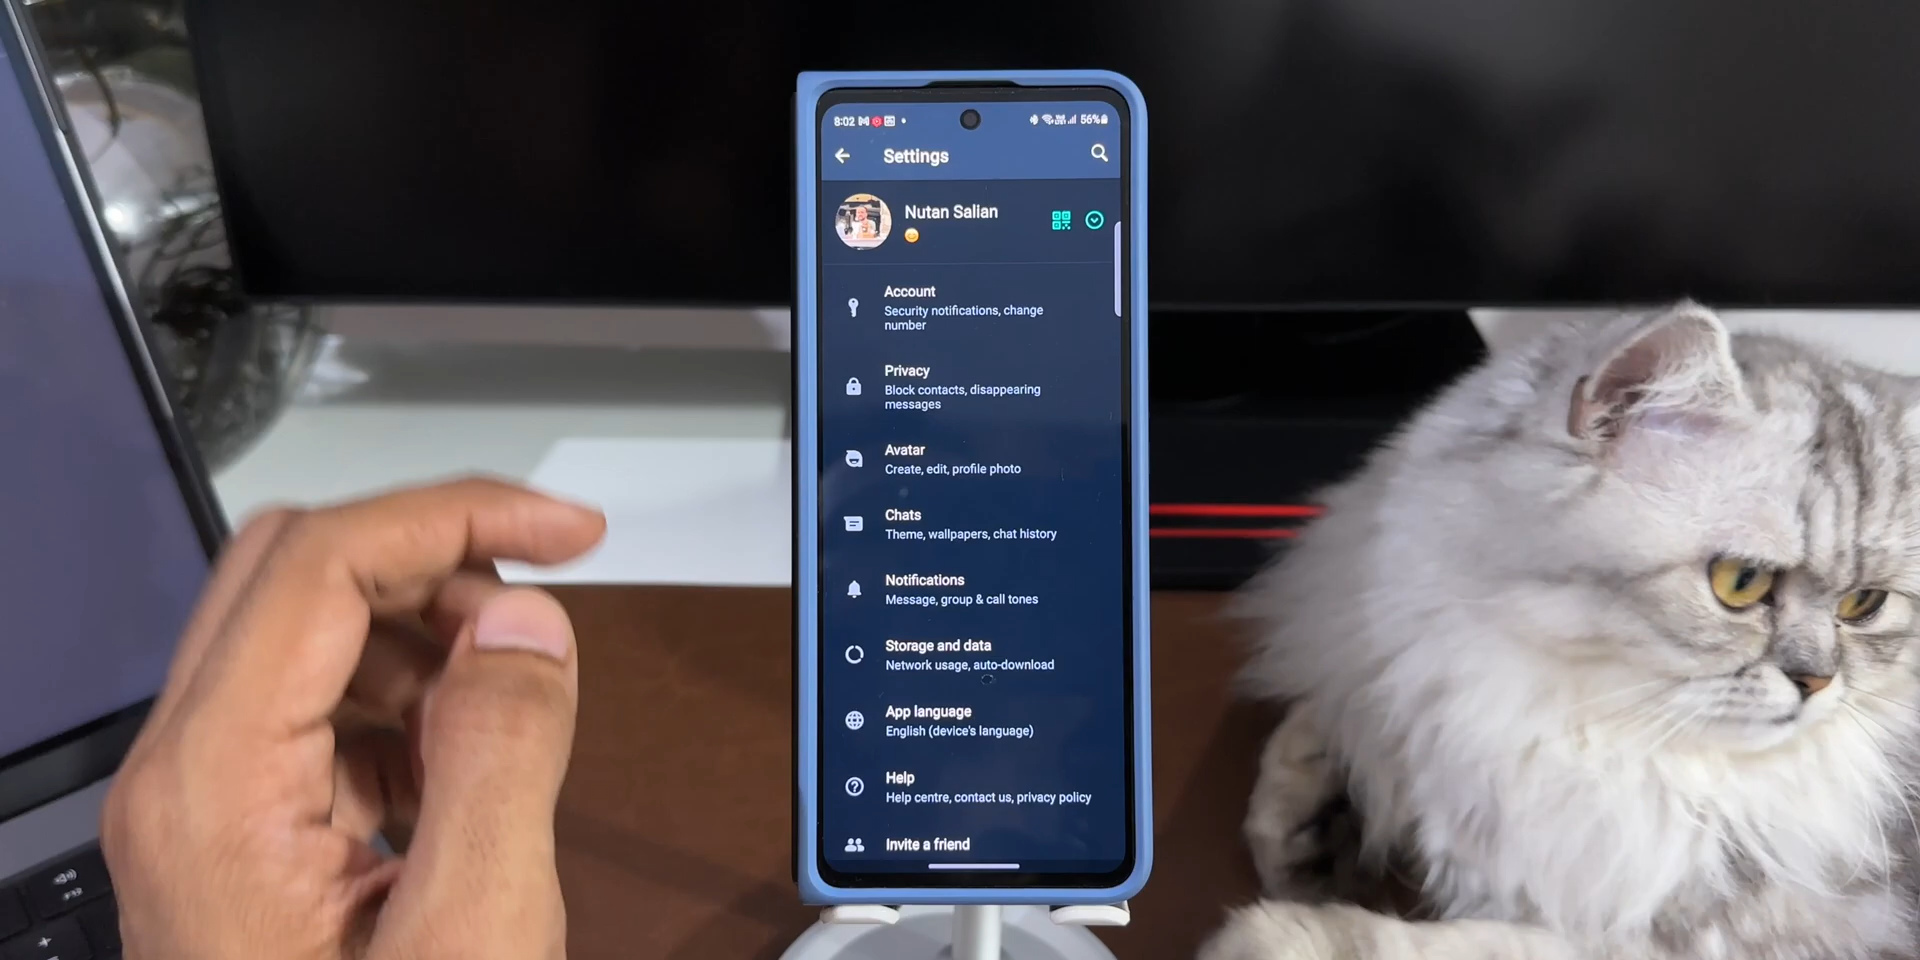 8:02
56%
Settings
Nutan Salian
Account
Security notifications, change
number
Privacy
Block contacts, disappearing
messages
Avatar
Create, edit, profile photo
Chats
Theme, wallpapers, chat history
Notifications
Message, group & call tones
Storage and data
Network usage, auto-download
App language
English (device's language)
Help
Help centre, contact us, privacy policy
Invite a friend